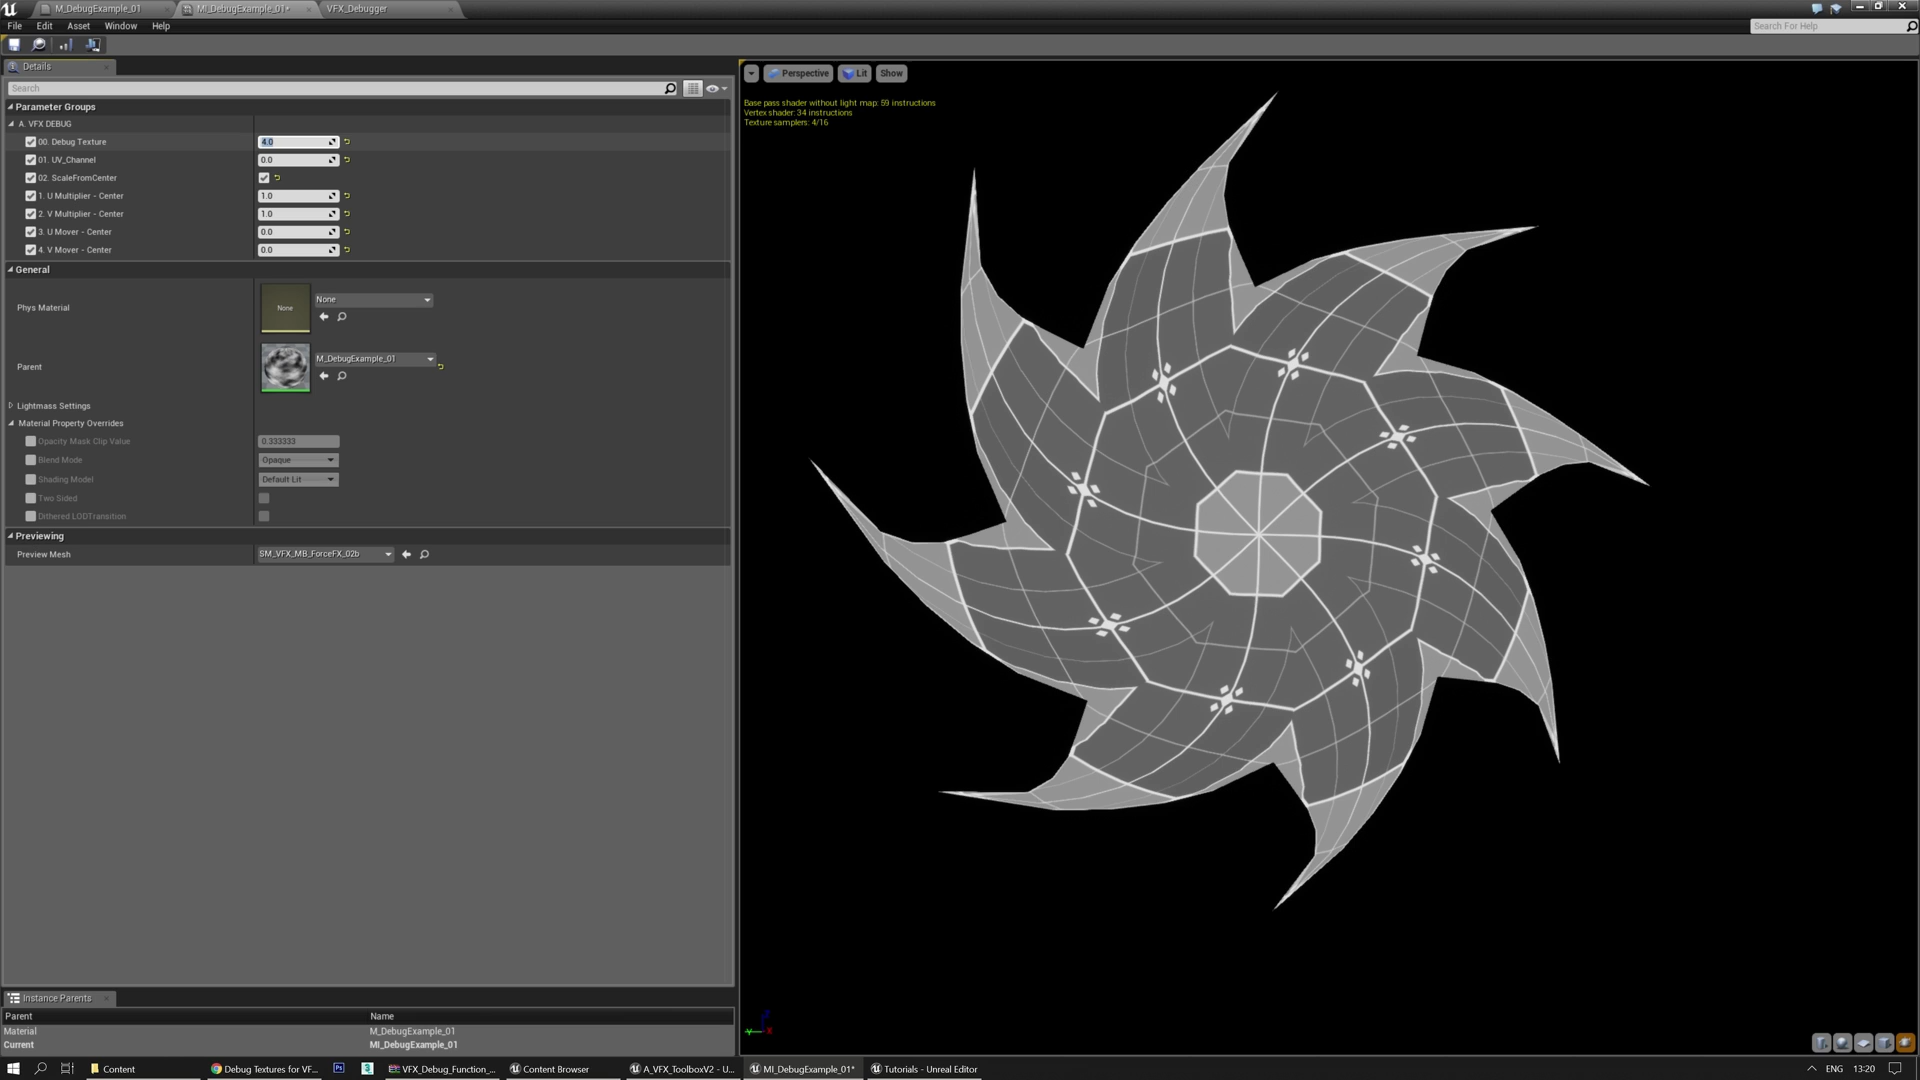 M_DebugExample_01
MI_DebugExample_01*
VFX_Debugger
File Edit Asset Window Help
Search For Help
Details
Search
Parameter Groups
A. VFX DEBUG
00. Debug Texture 4.0
01. UV_Channel 0.0
02. ScaleFromCenter
1. U Multiplier - Center 1.0
2. V Multiplier - Center 1.0
3. U Mover - Center 0.0
4. V Mover - Center 0.0
General
Phys Material None None
Parent M_DebugExample_01
Lightmass Settings
Material Property Overrides
Opacity Mask Clip Value 0.333333
Blend Mode Opaque
Shading Model Default Lit
Two Sided
Dithered LODTransition
Previewing
Preview Mesh SM_VFX_MB_ForceFX_02b
Perspective Lit Show
Base pass shader without light map: 59 instructions
Vertex shader: 34 instructions
Texture samplers: 4/16
Instance Parents
Parent Name
Material M_DebugExample_01
Current MI_DebugExample_01
Content
Debug Textures for VF...
VFX_Debug_Function_...
Content Browser
A_VFX_ToolboxV2 - U...
MI_DebugExample_01*
Tutorials - Unreal Editor
ENG 13:20